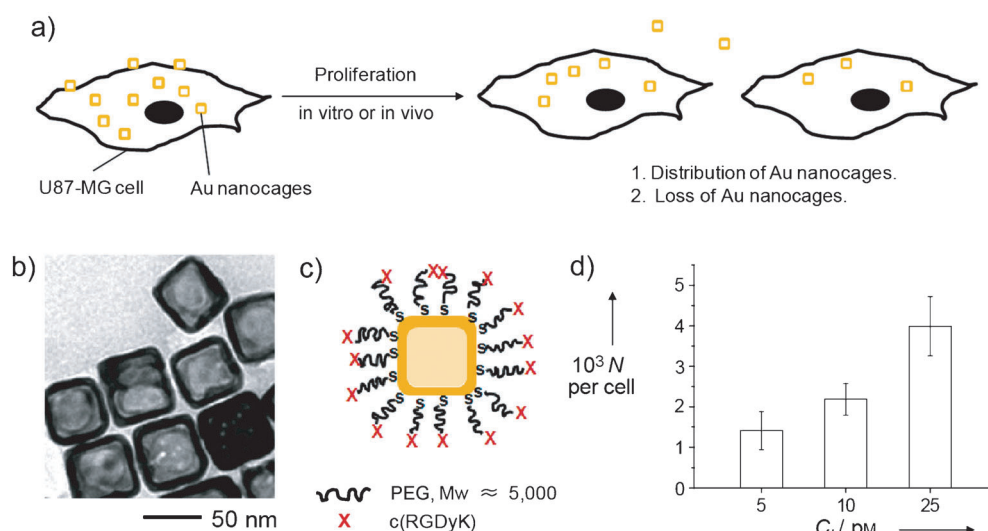 a)
Proliferation
in vitro or in vivo
U87-MG cell
Au nanocages
1. Distribution of Au nanocages.
2. Loss of Au nanocages.
b)
50 nm
c)
X X X X X X X X X X X X X X X X
S S S S S S S S S S S S S S S S
PEG, Mw ≈ 5,000
X c(RGDyK)
d)
10³ N
per cell
5
4
3
2
1
0
5 10 25